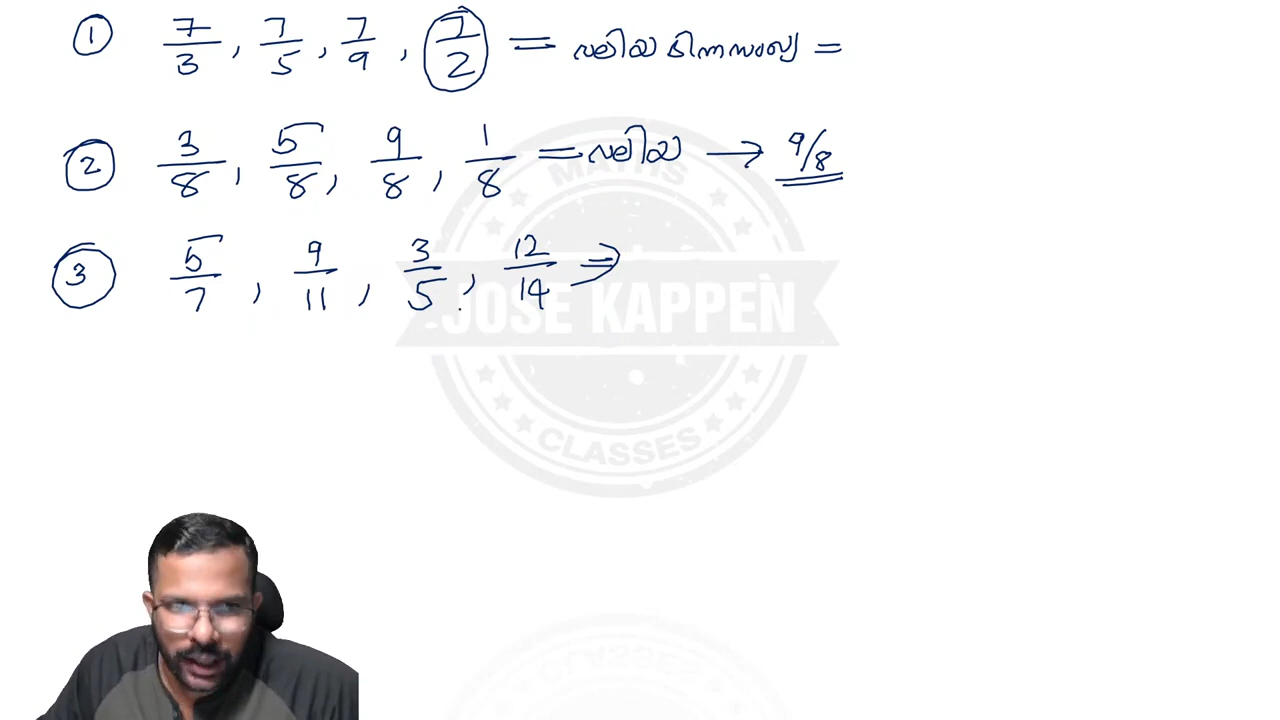 ① 7/3, 7/5, 7/9, 7/2 = വലിയ ഭിന്നസംഖ്യ =
② 3/8, 5/8, 9/8, 1/8 = വലിയ → 9/8
③ 5/7, 9/11, 3/5, 12/14 ⇒
MATHS
JOSE KAPPEN
CLASSES